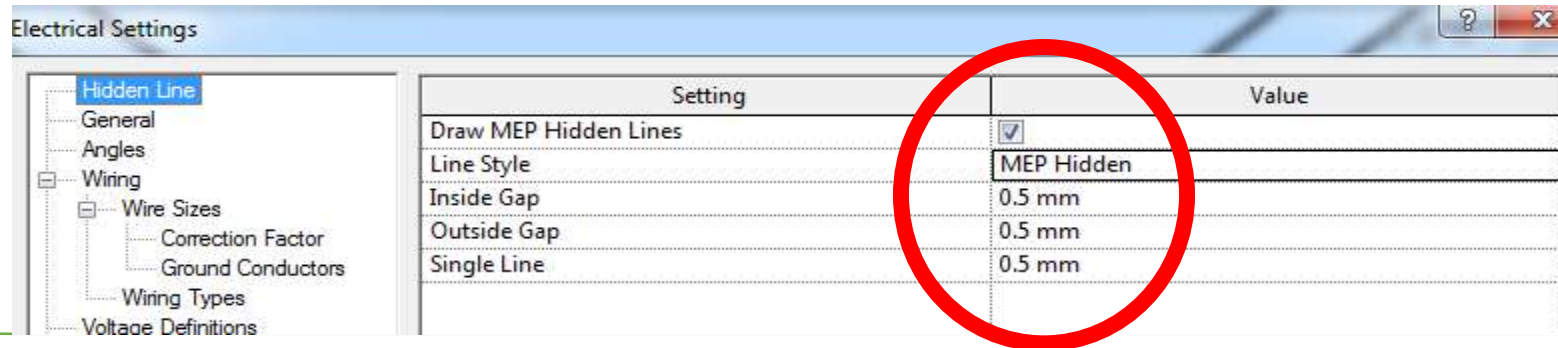 Electrical Settings
Hidden Line
General
Angles
Wiring
Wire Sizes
Correction Factor
Ground Conductors
Wiring Types
Voltage Definitions
Setting Value
Draw MEP Hidden Lines
Line Style MEP Hidden
Inside Gap 0.5 mm
Outside Gap 0.5 mm
Single Line 0.5 mm